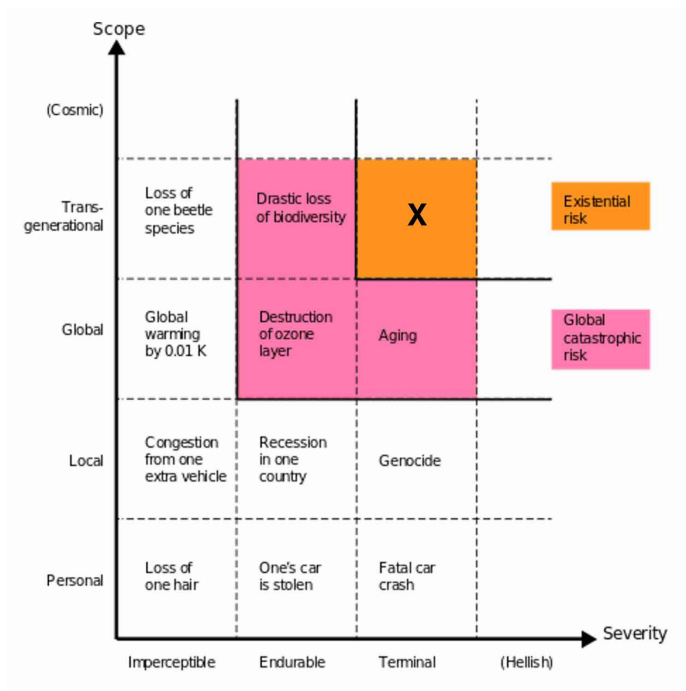 Scope
(Cosmic)
Trans-
generational
Loss of
one beetle
species
Drastic loss
of biodiversity
X
Existential
risk
Global
Global
warming
by 0.01 K
Destruction
of ozone
layer
Aging
Global
catastrophic
risk
Local
Congestion
from one
extra vehicle
Recession
in one
country
Genocide
Personal
Loss of
one hair
One's car
is stolen
Fatal car
crash
Severity
Imperceptible
Endurable
Terminal
(Hellish)